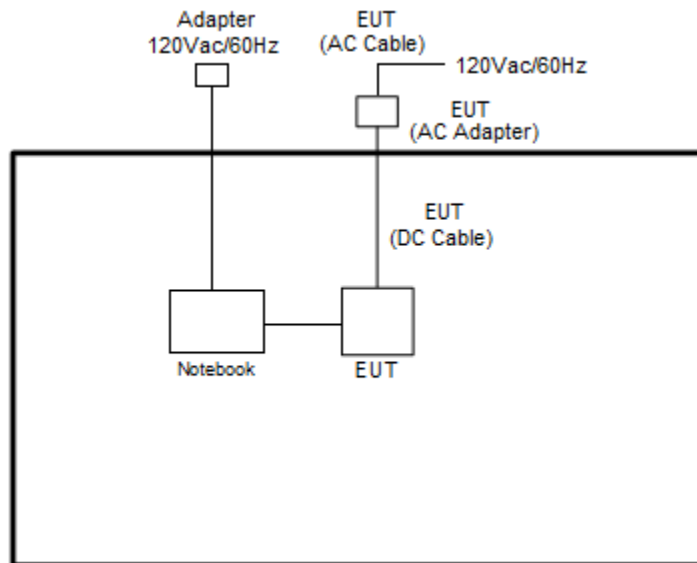 Adapter
120Vac/60Hz
EUT
(AC Cable)
120Vac/60Hz
EUT
(AC Adapter)
EUT
(DC Cable)
Notebook
EUT